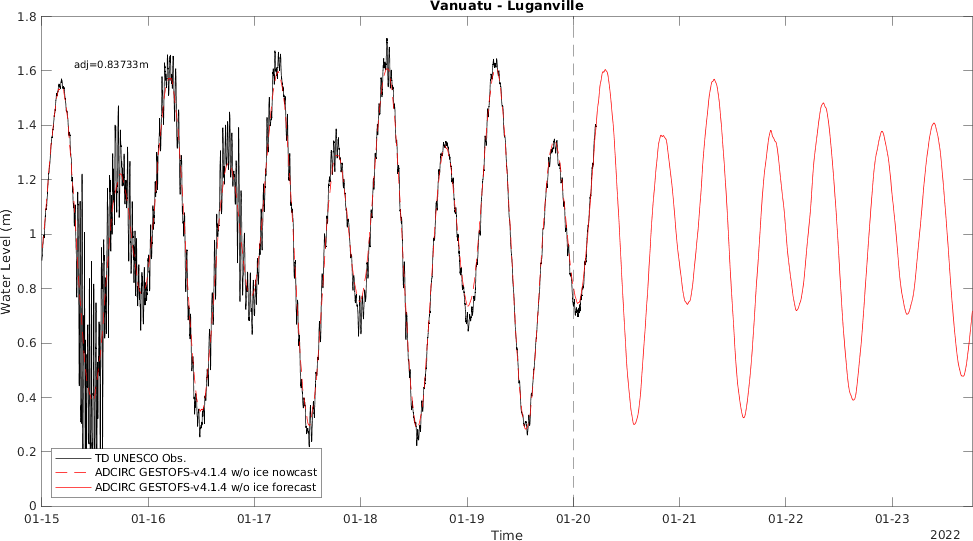 Vanuatu - Luganville
adj=0.83733m
Water Level (m)
1.8
1.6
1.4
1.2
1
0.8
0.6
0.4
0.2
0
TD UNESCO Obs.
ADCIRC GESTOFS-v4.1.4 w/o ice nowcast
ADCIRC GESTOFS-v4.1.4 w/o ice forecast
01-15 01-16 01-17 01-18 01-19 01-20 01-21 01-22 01-23
Time
2022